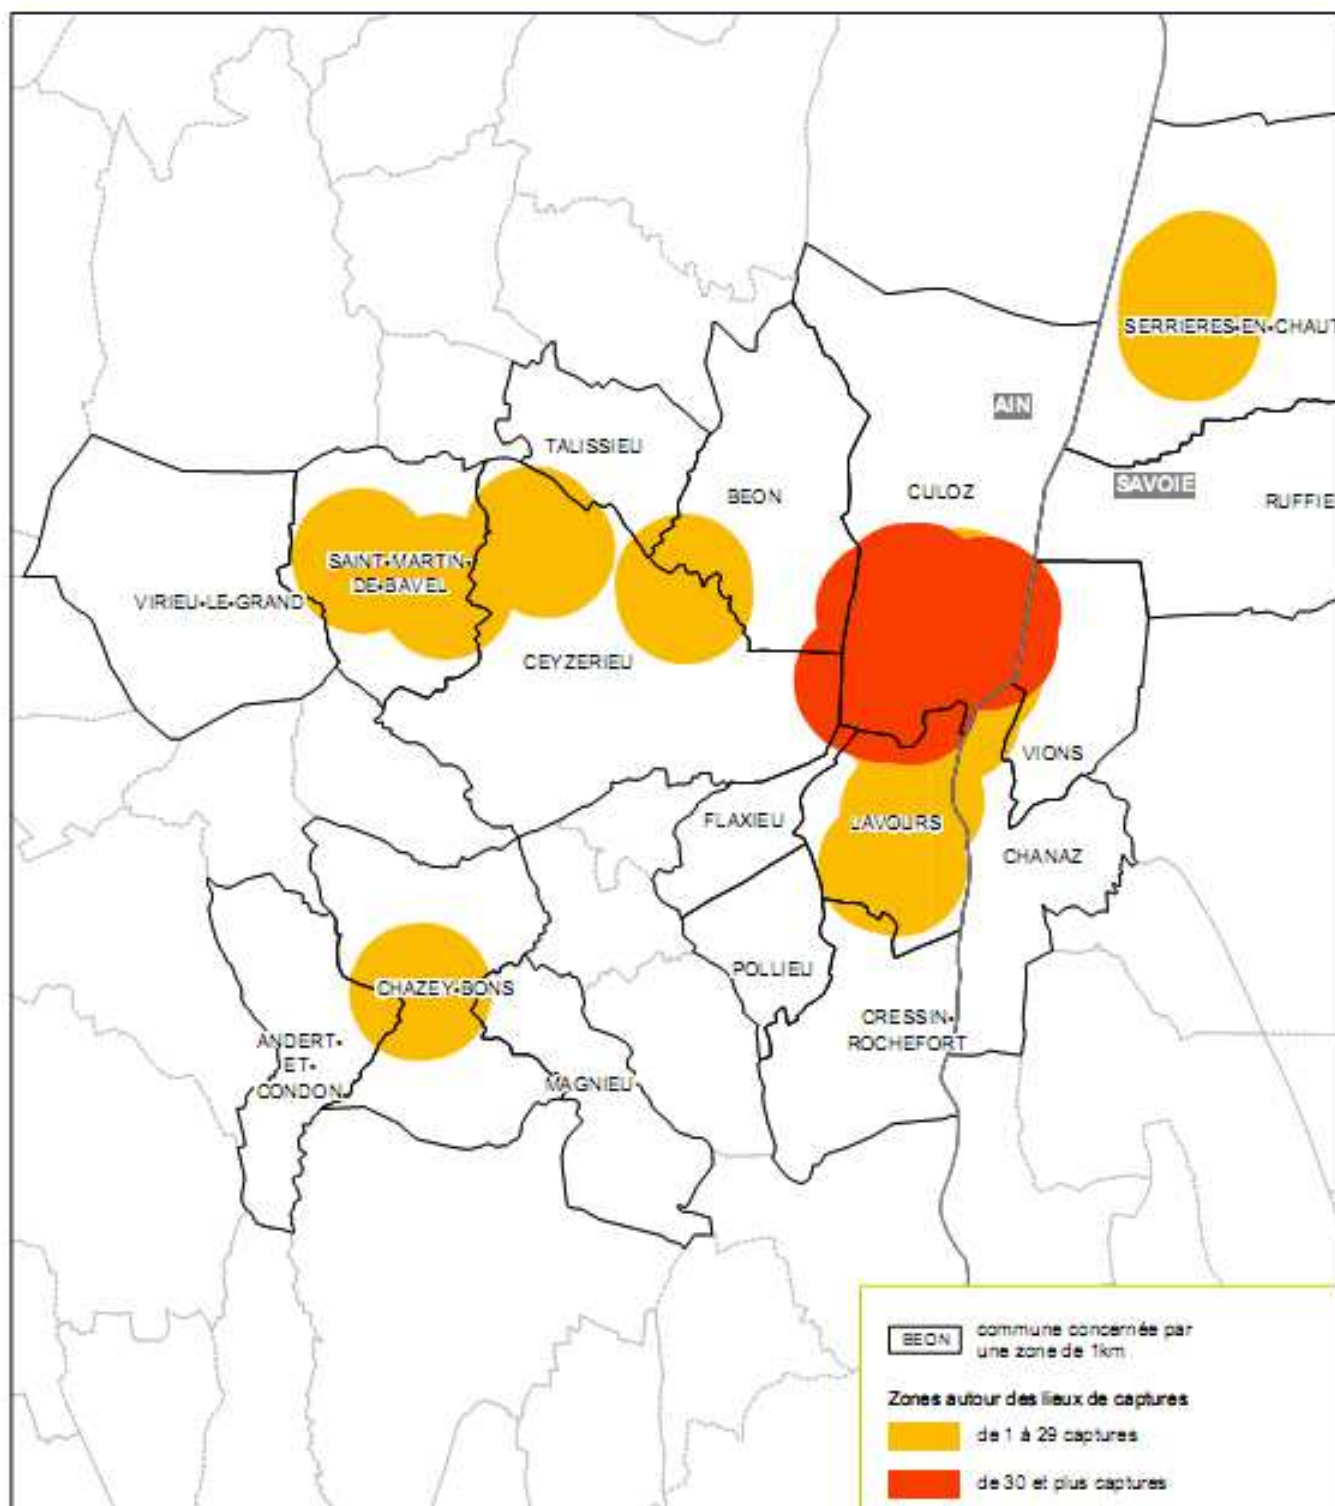 SERRIERES-EN-CHAUT
AIN
TALISSIEU
SAVOIE
BEON
CULOZ
RUFFIE
SAINT-MARTIN-
DE-BAVEL
VIRIEU-LE-GRAND
CEYZERIEU
VIONS
FLAXIEU
LAVOURS
CHANAZ
POLLIEU
CHAZEY-BONS
CRESSIN-
ROCHEFORT
ANDERT-
ET-
CONDON
MAGNIEU
BEON
commune concernée par
une zone de 1km
Zones autour des lieux de captures
de 1 à 29 captures
de 30 et plus captures